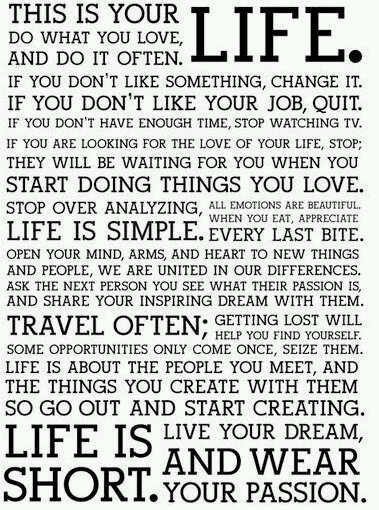 THIS IS YOUR
LIFE.
DO WHAT YOU LOVE,
AND DO IT OFTEN.
IF YOU DON'T LIKE SOMETHING, CHANGE IT.
IF YOU DON'T LIKE YOUR JOB, QUIT.
IF YOU DON'T HAVE ENOUGH TIME, STOP WATCHING TV.
IF YOU ARE LOOKING FOR THE LOVE OF YOUR LIFE, STOP;
THEY WILL BE WAITING FOR YOU WHEN YOU
START DOING THINGS YOU LOVE.
STOP OVER ANALYZING,
LIFE IS SIMPLE.
ALL EMOTIONS ARE BEAUTIFUL.
WHEN YOU EAT, APPRECIATE
EVERY LAST BITE.
OPEN YOUR MIND, ARMS, AND HEART TO NEW THINGS
AND PEOPLE, WE ARE UNITED IN OUR DIFFERENCES.
ASK THE NEXT PERSON YOU SEE WHAT THEIR PASSION IS,
AND SHARE YOUR INSPIRING DREAM WITH THEM.
TRAVEL OFTEN;
GETTING LOST WILL
HELP YOU FIND YOURSELF.
SOME OPPORTUNITIES ONLY COME ONCE, SEIZE THEM.
LIFE IS ABOUT THE PEOPLE YOU MEET, AND
THE THINGS YOU CREATE WITH THEM
SO GO OUT AND START CREATING.
LIFE IS
SHORT.
LIVE YOUR DREAM,
AND WEAR
YOUR PASSION.